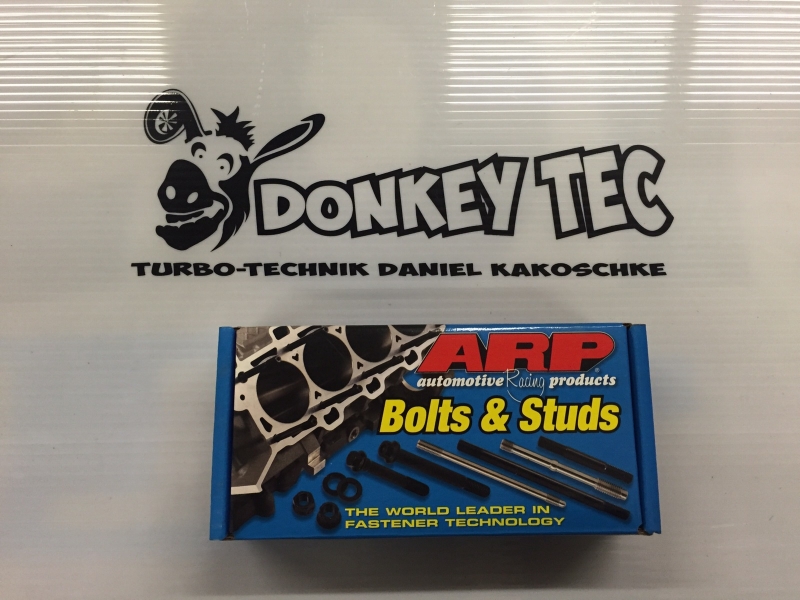 DONKEY TEC
TURBO-TECHNIK DANIEL KAKOSCHKE
ARP
automotive Racing products
Bolts & Studs
THE WORLD LEADER IN
FASTENER TECHNOLOGY